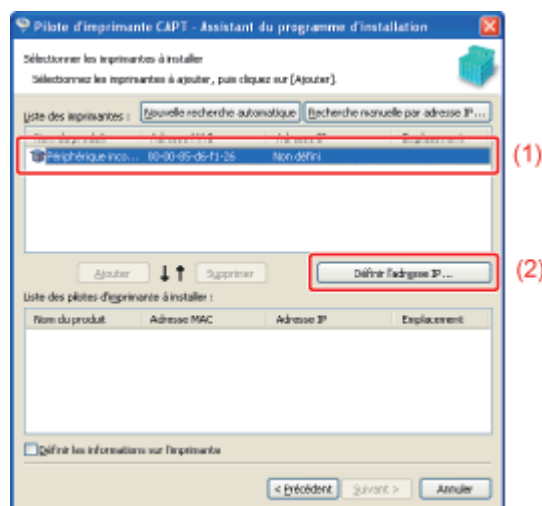 Pilote d'imprimante CAPT - Assistant du programme d'installation
Sélectionner les imprimantes à installer
Sélectionnez les imprimantes à ajouter, puis cliquez sur [Ajouter].
Liste des imprimantes : Nouvelle recherche automatique Recherche manuelle par adresse IP...
Périphérique inco... 00-00-85-d6-f1-26 Non défini
(1)
Ajouter Supprimer Définir l'adresse IP...
(2)
Liste des pilotes d'imprimante à installer :
Nom du produit Adresse MAC Adresse IP Emplacement
Définir les informations sur l'imprimante
< Précédent Suivant > Annuler